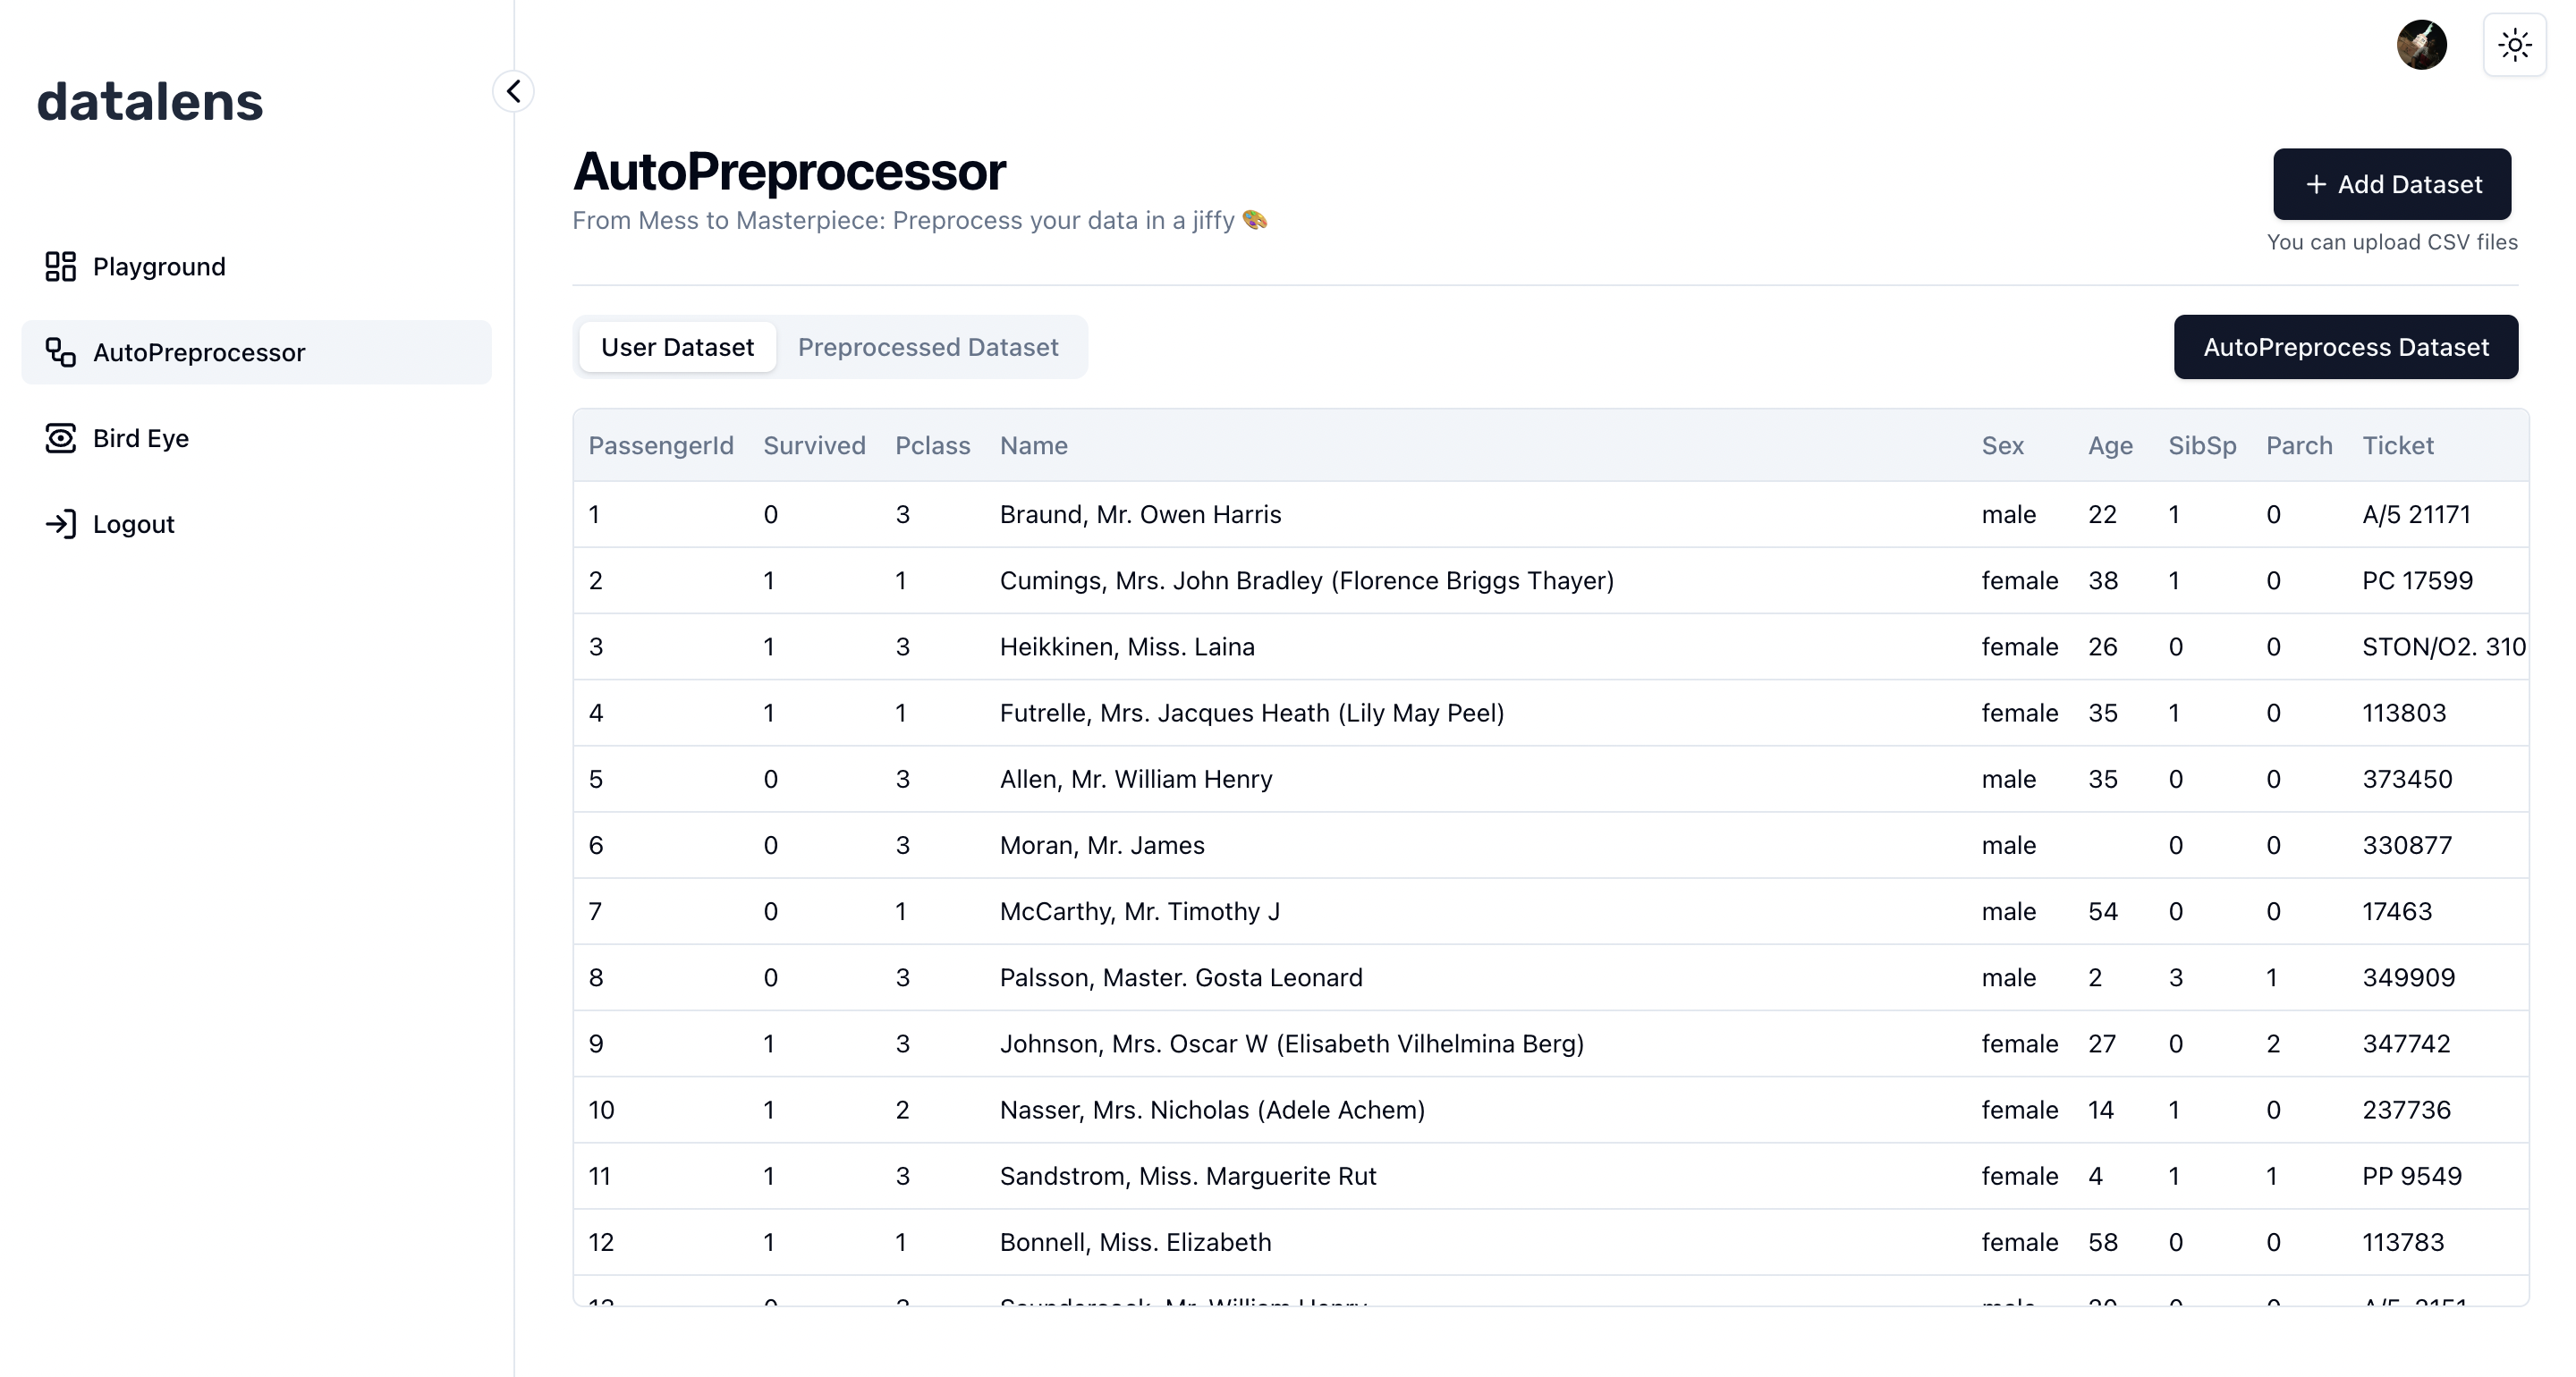 datalens
Playground
AutoPreprocessor
Bird Eye
Logout
AutoPreprocessor
From Mess to Masterpiece: Preprocess your data in a jiffy 🎨
+ Add Dataset
You can upload CSV files
User Dataset Preprocessed Dataset
AutoPreprocess Dataset
PassengerId Survived Pclass Name Sex Age SibSp Parch Ticket
1 0 3 Braund, Mr. Owen Harris male 22 1 0 A/5 21171
2 1 1 Cumings, Mrs. John Bradley (Florence Briggs Thayer) female 38 1 0 PC 17599
3 1 3 Heikkinen, Miss. Laina female 26 0 0 STON/O2. 310
4 1 1 Futrelle, Mrs. Jacques Heath (Lily May Peel) female 35 1 0 113803
5 0 3 Allen, Mr. William Henry male 35 0 0 373450
6 0 3 Moran, Mr. James male 0 0 330877
7 0 1 McCarthy, Mr. Timothy J male 54 0 0 17463
8 0 3 Palsson, Master. Gosta Leonard male 2 3 1 349909
9 1 3 Johnson, Mrs. Oscar W (Elisabeth Vilhelmina Berg) female 27 0 2 347742
10 1 2 Nasser, Mrs. Nicholas (Adele Achem) female 14 1 0 237736
11 1 3 Sandstrom, Miss. Marguerite Rut female 4 1 1 PP 9549
12 1 1 Bonnell, Miss. Elizabeth female 58 0 0 113783